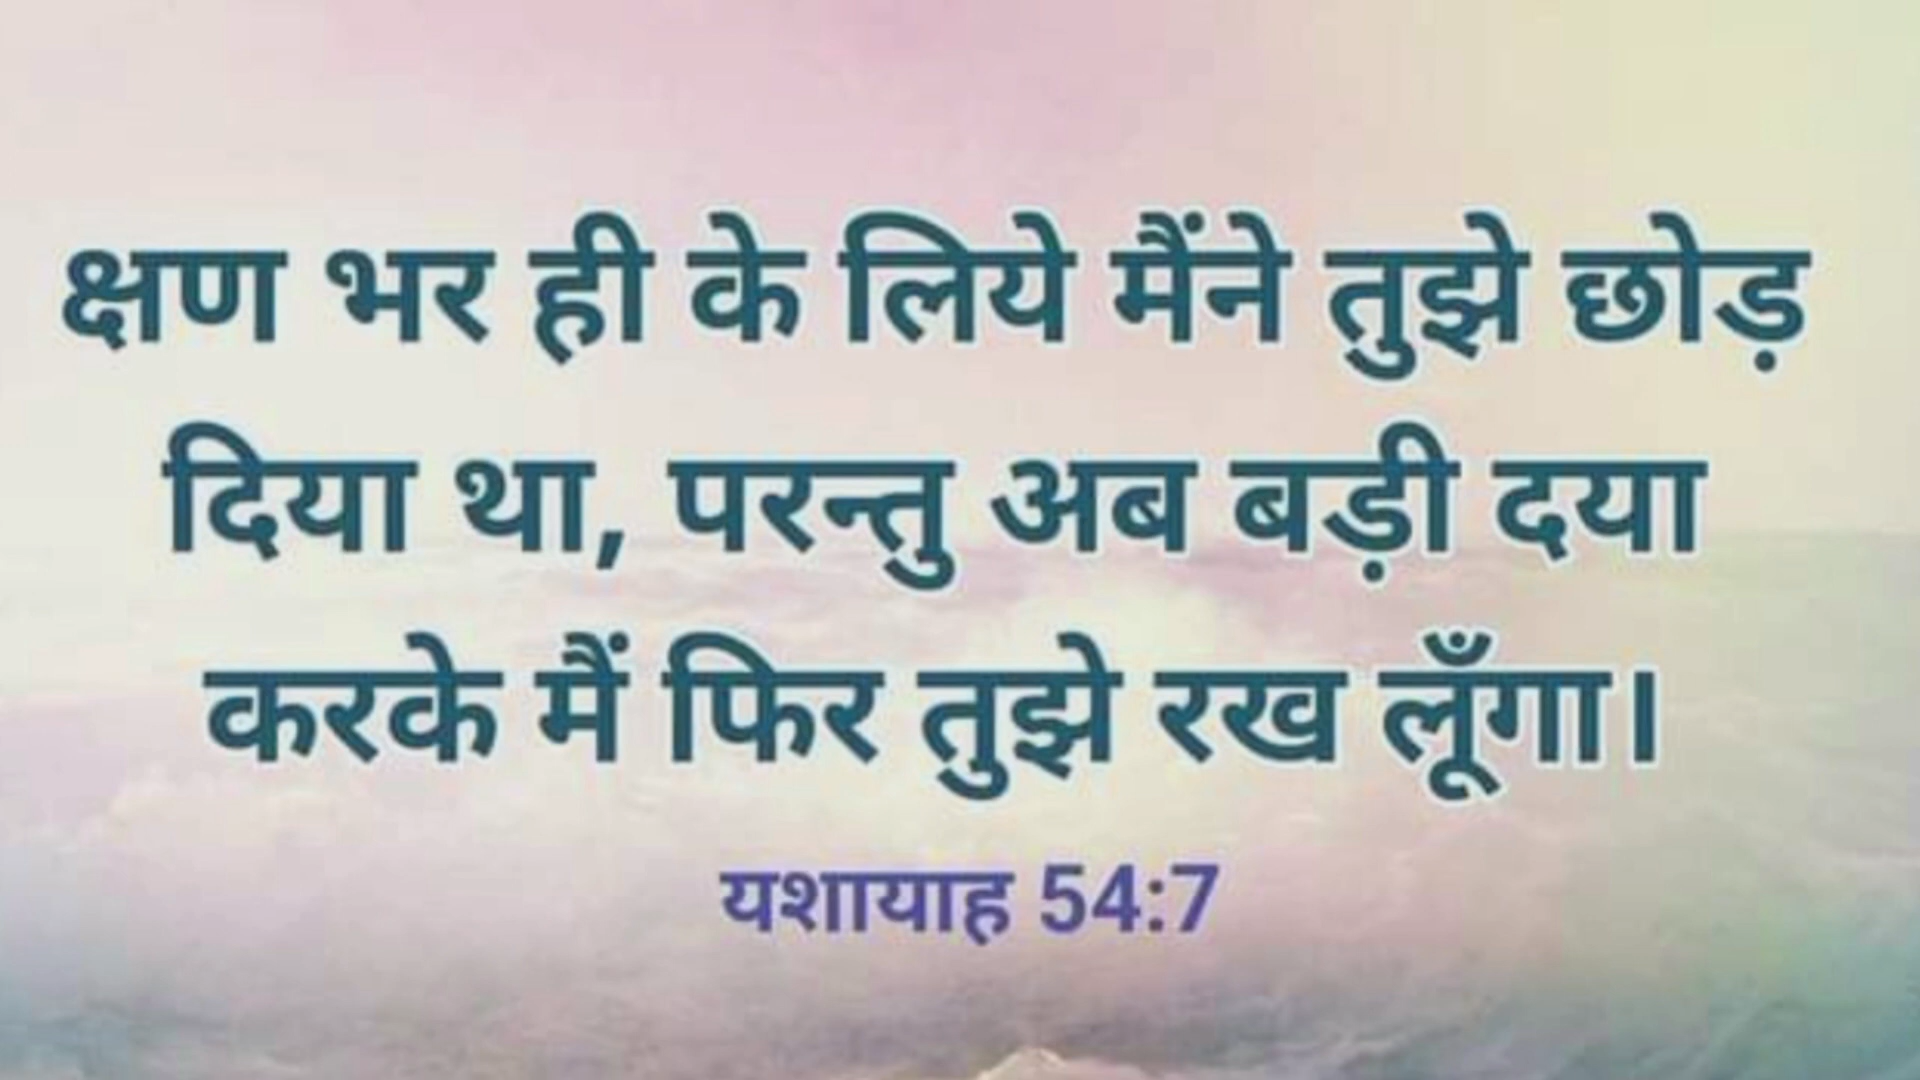 क्षण भर ही के लिये मैंने तुझे छोड़
दिया था, परन्तु अब बड़ी दया
करके मैं फिर तुझे रख लूँगा।
यशायाह 54:7